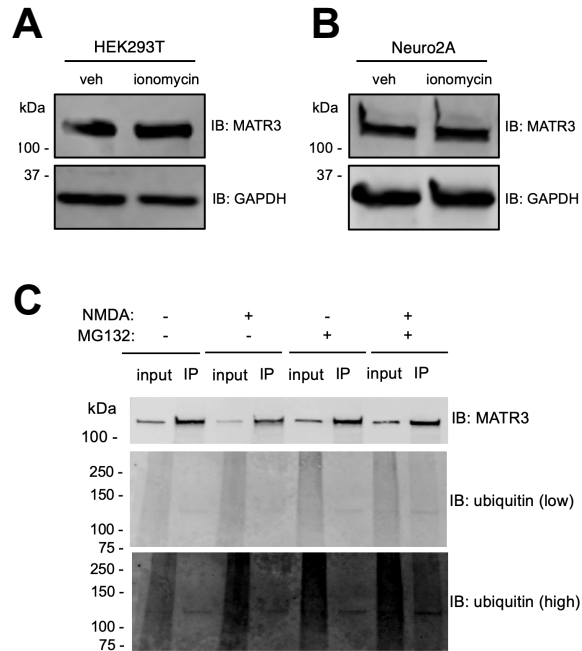 A
HEK293T
veh ionomycin
kDa
IB: MATR3
100 -
37 -
IB: GAPDH
B
Neuro2A
veh ionomycin
kDa
IB: MATR3
100 -
37 -
IB: GAPDH
C
NMDA: - + - +
MG132: - - + +
input IP input IP input IP input IP
kDa
IB: MATR3
100 -
250 -
150 -
IB: ubiquitin (low)
100 -
75 -
250 -
150 -
IB: ubiquitin (high)
100 -
75 -